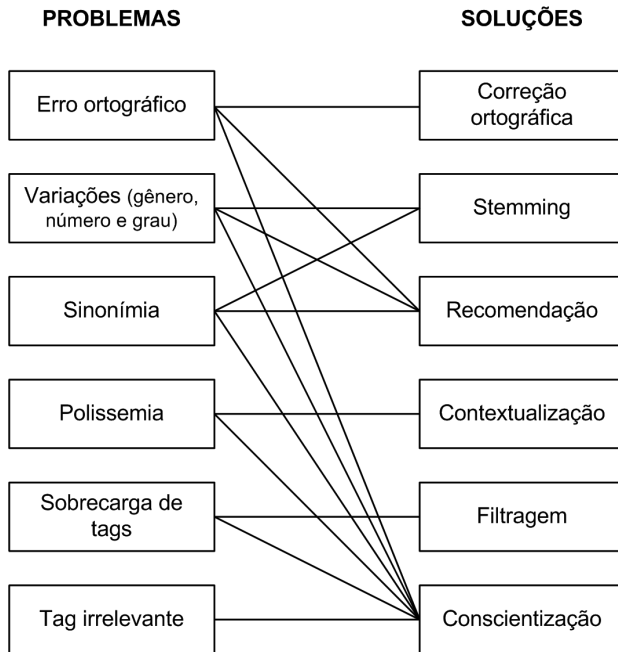 PROBLEMAS
SOLUÇÕES
Erro ortográfico
Correção
ortográfica
Variações (gênero,
número e grau)
Stemming
Sinonímia
Recomendação
Polissemia
Contextualização
Sobrecarga de
tags
Filtragem
Tag irrelevante
Conscientização